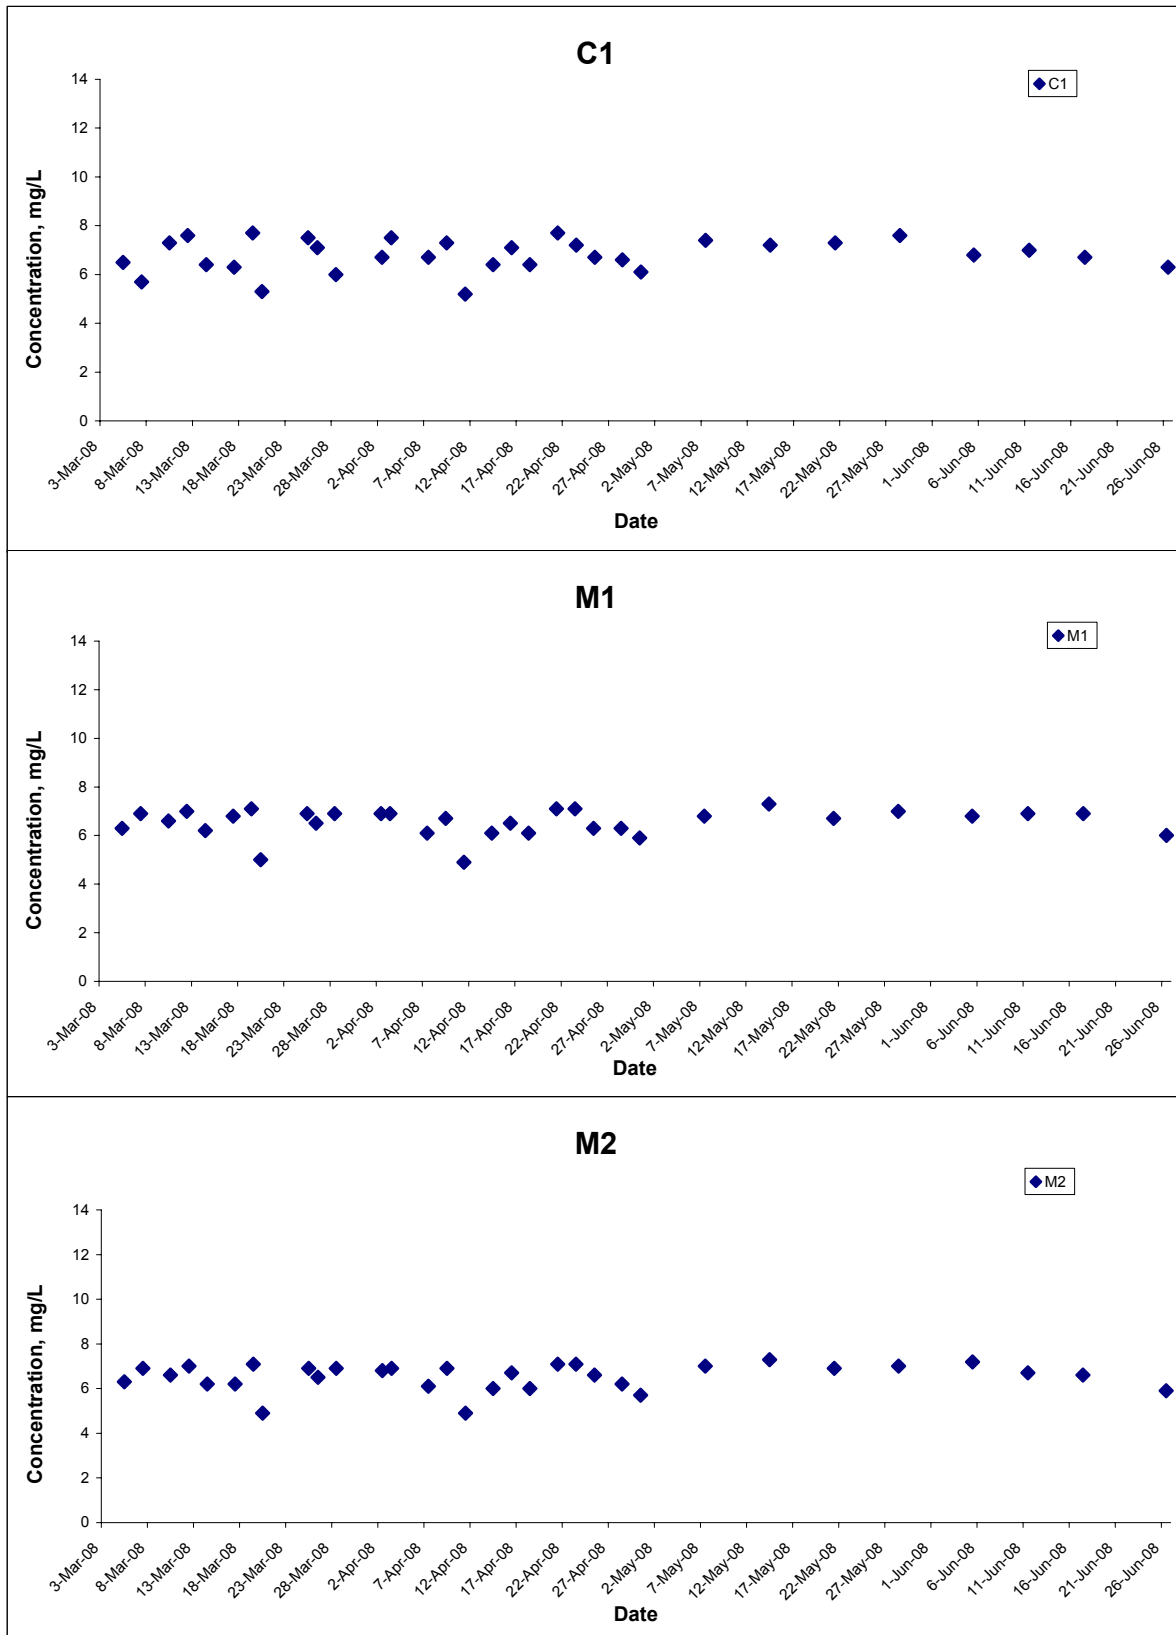 C1
C1
14
12
10
8
6
4
2
0
Concentration, mg/L
3-Mar-08
8-Mar-08
13-Mar-08
18-Mar-08
23-Mar-08
28-Mar-08
2-Apr-08
7-Apr-08
12-Apr-08
17-Apr-08
22-Apr-08
27-Apr-08
2-May-08
7-May-08
12-May-08
17-May-08
22-May-08
27-May-08
1-Jun-08
6-Jun-08
11-Jun-08
16-Jun-08
21-Jun-08
26-Jun-08
Date
M1
M1
14
12
10
8
6
4
2
0
Concentration, mg/L
3-Mar-08
8-Mar-08
13-Mar-08
18-Mar-08
23-Mar-08
28-Mar-08
2-Apr-08
7-Apr-08
12-Apr-08
17-Apr-08
22-Apr-08
27-Apr-08
2-May-08
7-May-08
12-May-08
17-May-08
22-May-08
27-May-08
1-Jun-08
6-Jun-08
11-Jun-08
16-Jun-08
21-Jun-08
26-Jun-08
Date
M2
M2
14
12
10
8
6
4
2
0
Concentration, mg/L
3-Mar-08
8-Mar-08
13-Mar-08
18-Mar-08
23-Mar-08
28-Mar-08
2-Apr-08
7-Apr-08
12-Apr-08
17-Apr-08
22-Apr-08
27-Apr-08
2-May-08
7-May-08
12-May-08
17-May-08
22-May-08
27-May-08
1-Jun-08
6-Jun-08
11-Jun-08
16-Jun-08
21-Jun-08
26-Jun-08
Date